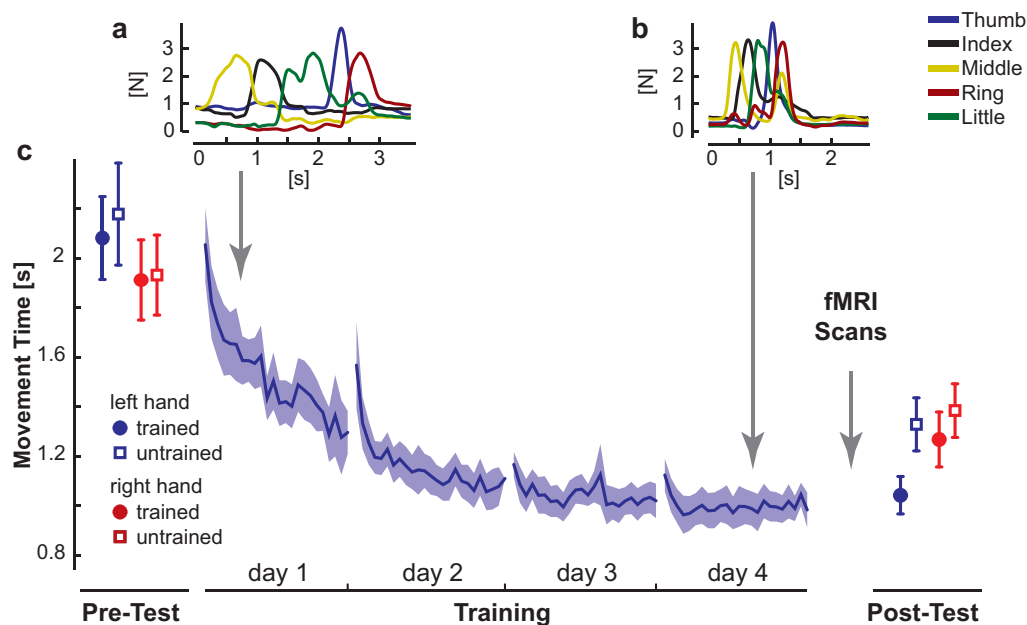 a
[N]
3
2
1
0
0 1 2 3
[s]
b
[N]
3
2
1
0
0 1 2
[s]
Thumb
Index
Middle
Ring
Little
c
Movement Time [s]
2
1.6
1.2
0.8
left hand
trained
untrained
right hand
trained
untrained
fMRI
Scans
day 1 day 2 day 3 day 4
Pre-Test Training Post-Test